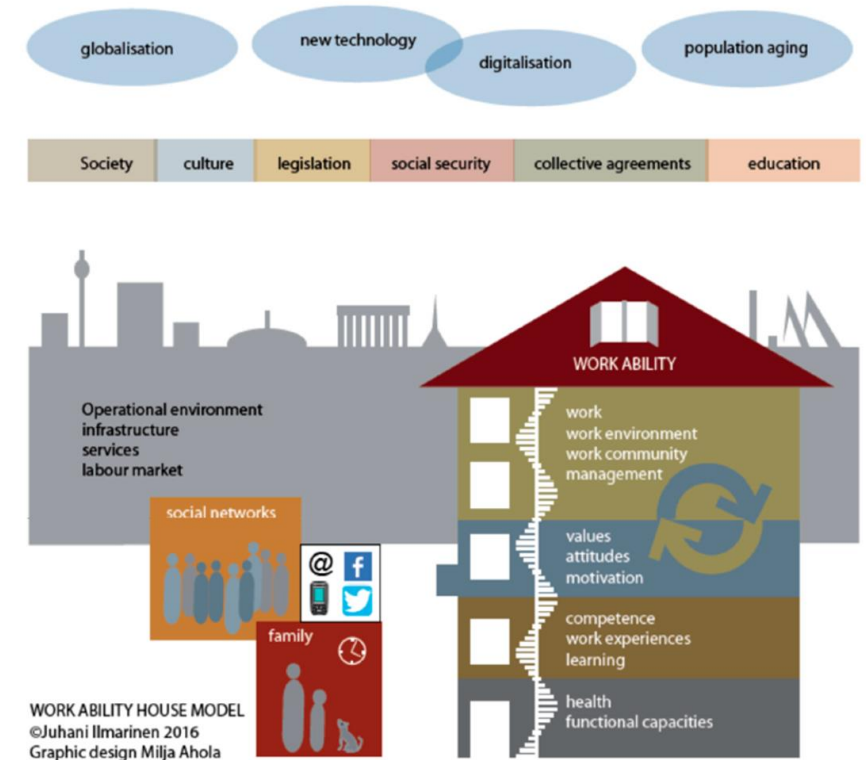 globalisation
new technology
digitalisation
population aging
Society
culture
legislation
social security
collective agreements
education
WORK ABILITY
work
work environment
work community
management
Operational environment
infrastructure
services
labour market
social networks
@
f
values
attitudes
motivation
competence
work experiences
learning
family
health
functional capacities
WORK ABILITY HOUSE MODEL
©Juhani Ilmarinen 2016
Graphic design Milja Ahola